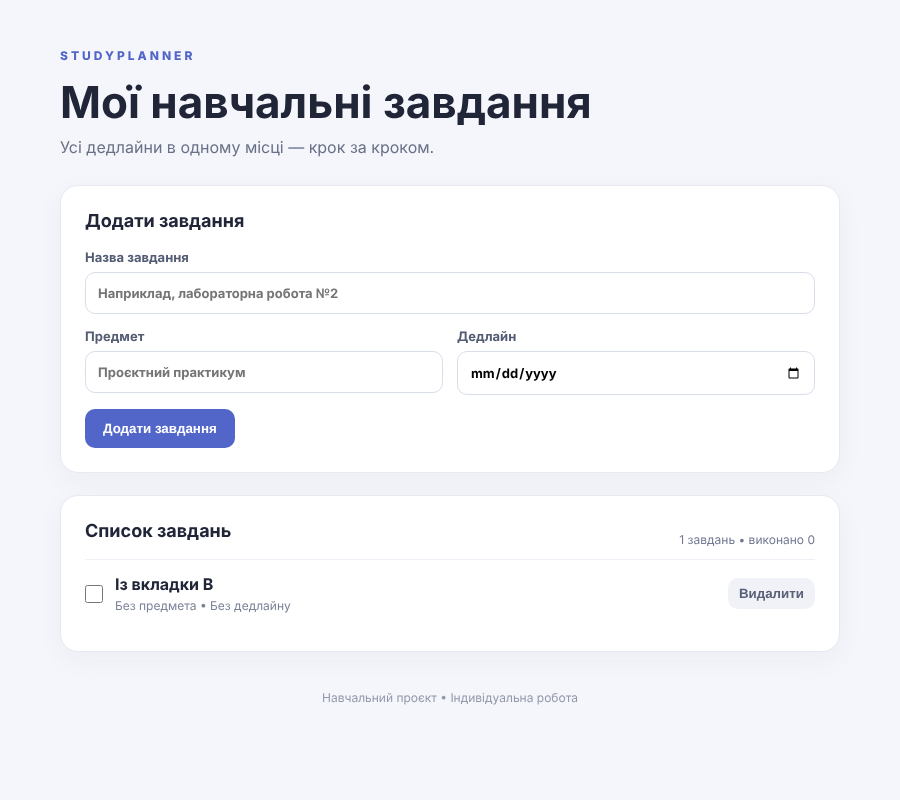 STUDYPLANNER
Мої навчальні завдання
Усі дедлайни в одному місці — крок за кроком.
Додати завдання
Назва завдання
Наприклад, лабораторна робота №2
Предмет
Дедлайн
Проєктний практикум
mm/dd/yyyy
Додати завдання
Список завдань
1 завдань • виконано 0
Із вкладки B
Без предмета • Без дедлайну
Видалити
Навчальний проєкт • Індивідуальна робота